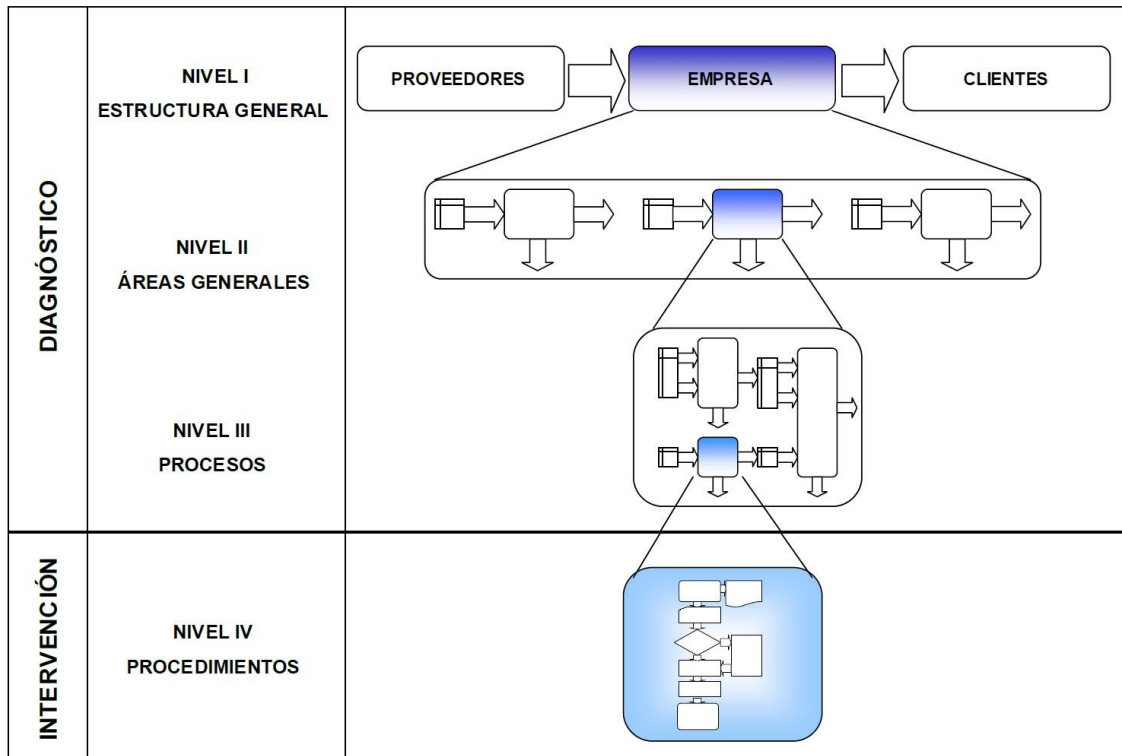 DIAGNÓSTICO
NIVEL I
ESTRUCTURA GENERAL
PROVEEDORES
EMPRESA
CLIENTES
NIVEL II
ÁREAS GENERALES
NIVEL III
PROCESOS
INTERVENCIÓN
NIVEL IV
PROCEDIMIENTOS